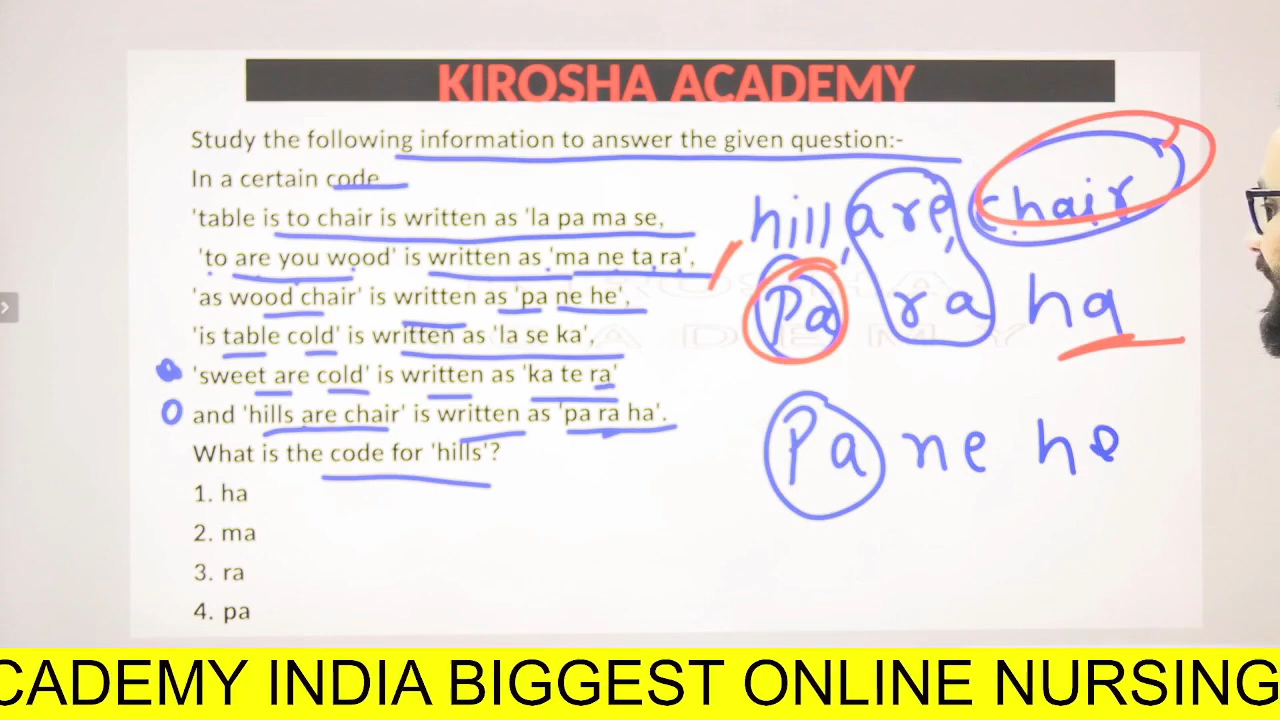 KIROSHA ACADEMY
Study the following information to answer the given question:-
In a certain code
'table is to chair is written as 'la pa ma se,
'to are you wood' is written as 'ma ne ta ra',
'as wood chair' is written as 'pa ne he',
'is table cold' is written as 'la se ka',
'sweet are cold' is written as 'ka te ra'
and 'hills are chair' is written as 'pa ra ha'.
What is the code for 'hills'?
1. ha
2. ma
3. ra
4. pa
hill are chair
Pa ra ha
Pa ne he
KIROSHA
ADEMY
CADEMY INDIA BIGGEST ONLINE NURSING